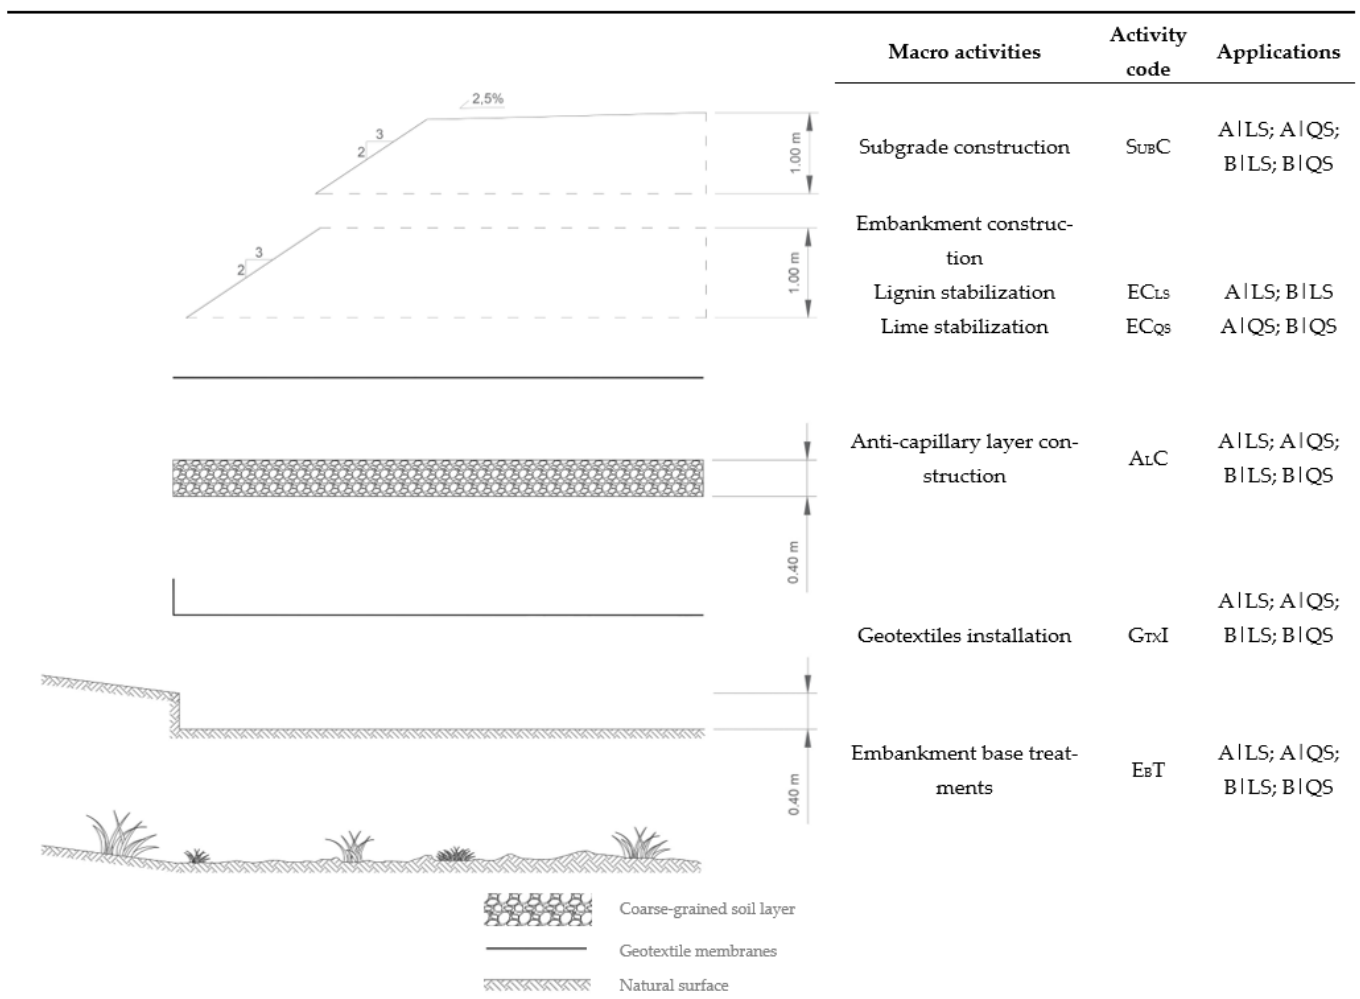 Macro activities
Activity
code
Applications
2,5%
3
2
1.00 m
Subgrade construction
SUBC
A|LS; A|QS;
B|LS; B|QS
3
2
1.00 m
Embankment construc-
tion
Lignin stabilization
ECLS
A|LS; B|LS
Lime stabilization
ECQS
A|QS; B|QS
Anti-capillary layer con-
struction
ALC
A|LS; A|QS;
B|LS; B|QS
0.40 m
Geotextiles installation
GTXI
A|LS; A|QS;
B|LS; B|QS
0.40 m
Embankment base treat-
ments
EBT
A|LS; A|QS;
B|LS; B|QS
Coarse-grained soil layer
Geotextile membranes
Natural surface